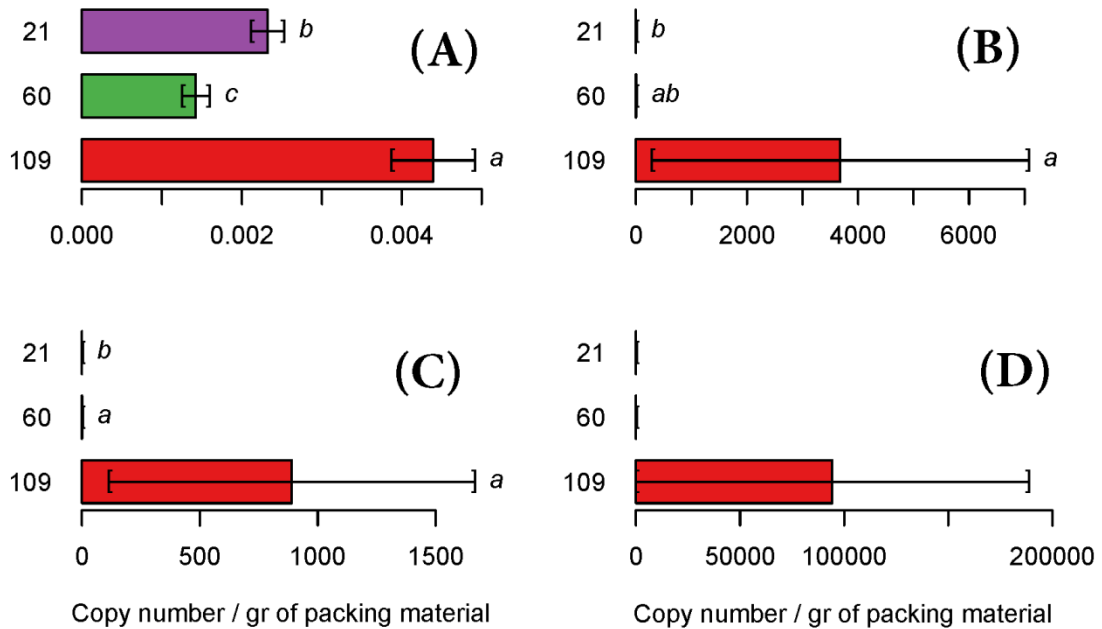 21 b
60 c
109 a
0.000 0.002 0.004
(A)
21 b
60 ab
109 a
0 2000 4000 6000
(B)
21 b
60 a
109 a
0 500 1000 1500
Copy number / gr of packing material
(C)
21
60
109
0 50000 100000 200000
Copy number / gr of packing material
(D)